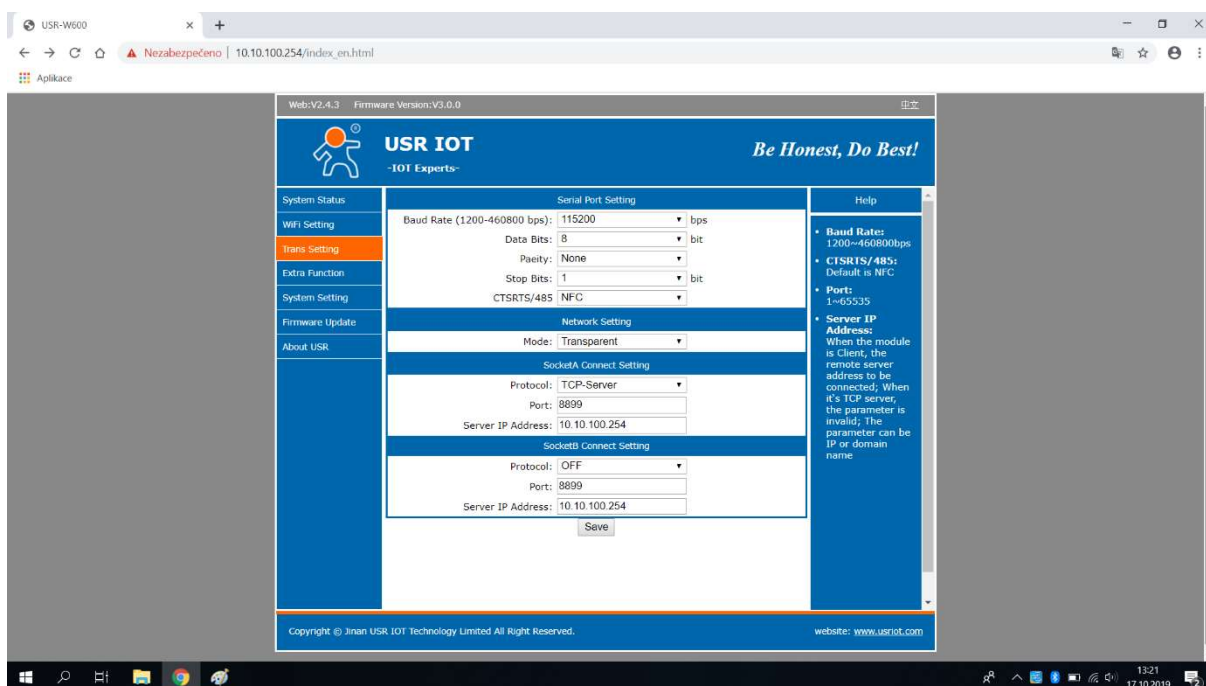 USR-W600
Nezabezpečeno | 10.10.100.254/index_en.html
Aplikace
Web:V2.4.3 Firmware Version:V3.0.0 中文
USR IOT
-IOT Experts-
Be Honest, Do Best!
System Status
WiFi Setting
Trans Setting
Extra Function
System Setting
Firmware Update
About USR
Serial Port Setting
Baud Rate (1200-460800 bps): 115200 bps
Data Bits: 8 bit
Paeity: None
Stop Bits: 1 bit
CTSRTS/485 NFC
Network Setting
Mode: Transparent
SocketA Connect Setting
Protocol: TCP-Server
Port: 8899
Server IP Address: 10.10.100.254
SocketB Connect Setting
Protocol: OFF
Port: 8899
Server IP Address: 10.10.100.254
Save
Help
• Baud Rate:
1200~460800bps
• CTSRTS/485:
Default is NFC
• Port:
1~65535
• Server IP
Address:
When the module
is Client, the
remote server
address to be
connected; When
it's TCP server,
the parameter is
invalid; The
parameter can be
IP or domain
name
Copyright © Jinan USR IOT Technology Limited All Right Reserved.
website: www.usriot.com
13:21
17.10.2019